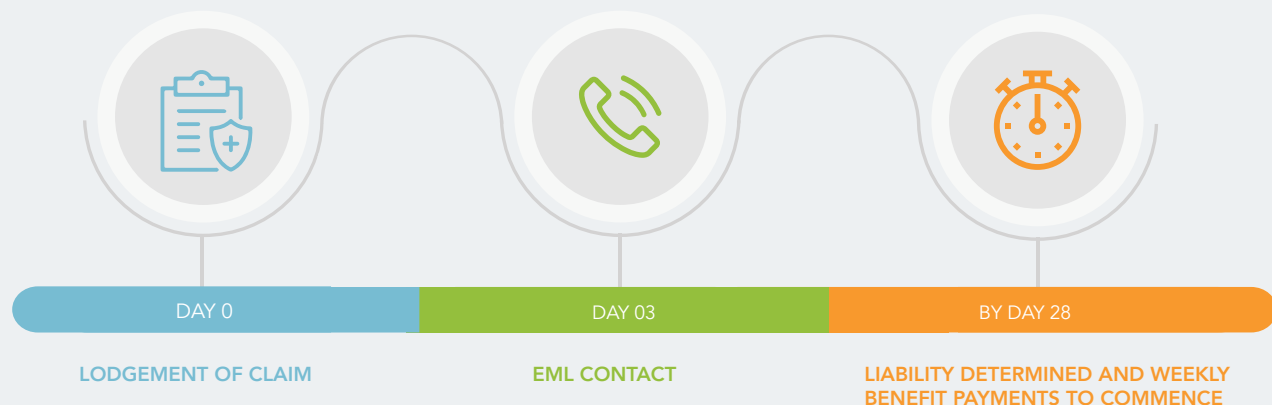 DAY 0
DAY 03
BY DAY 28
LODGEMENT OF CLAIM
EML CONTACT
LIABILITY DETERMINED AND WEEKLY
BENEFIT PAYMENTS TO COMMENCE